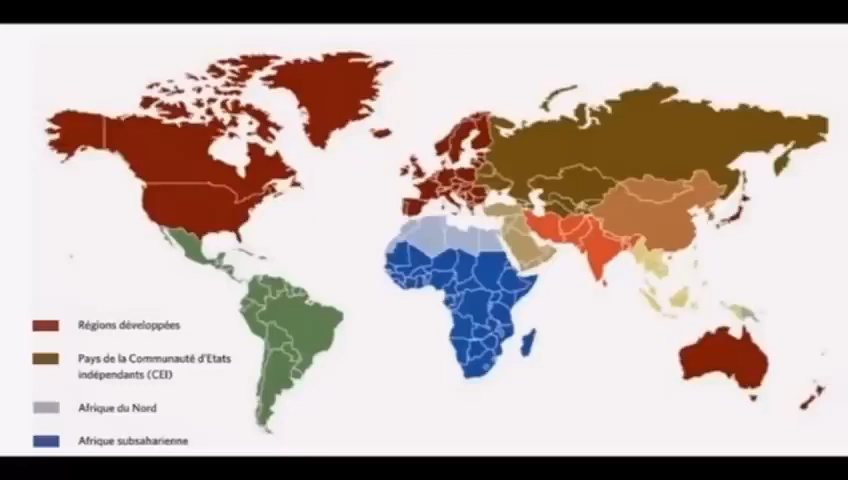 Régions développées
Pays de la Communauté d'Etats
indépendants (CEI)
Afrique du Nord
Afrique subsaharienne